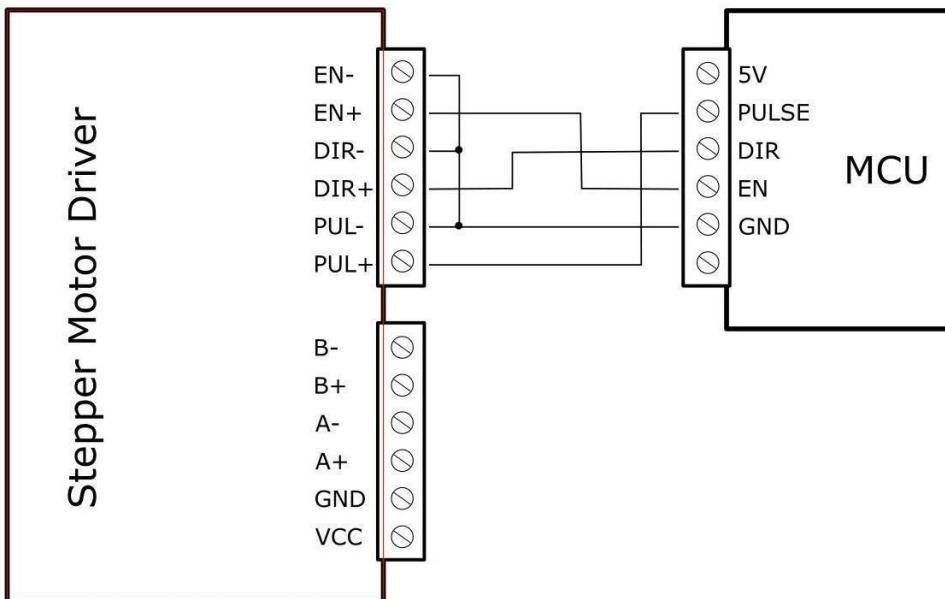 Stepper Motor Driver
EN-
EN+
DIR-
DIR+
PUL-
PUL+
B-
B+
A-
A+
GND
VCC
5V
PULSE
DIR
EN
GND
MCU